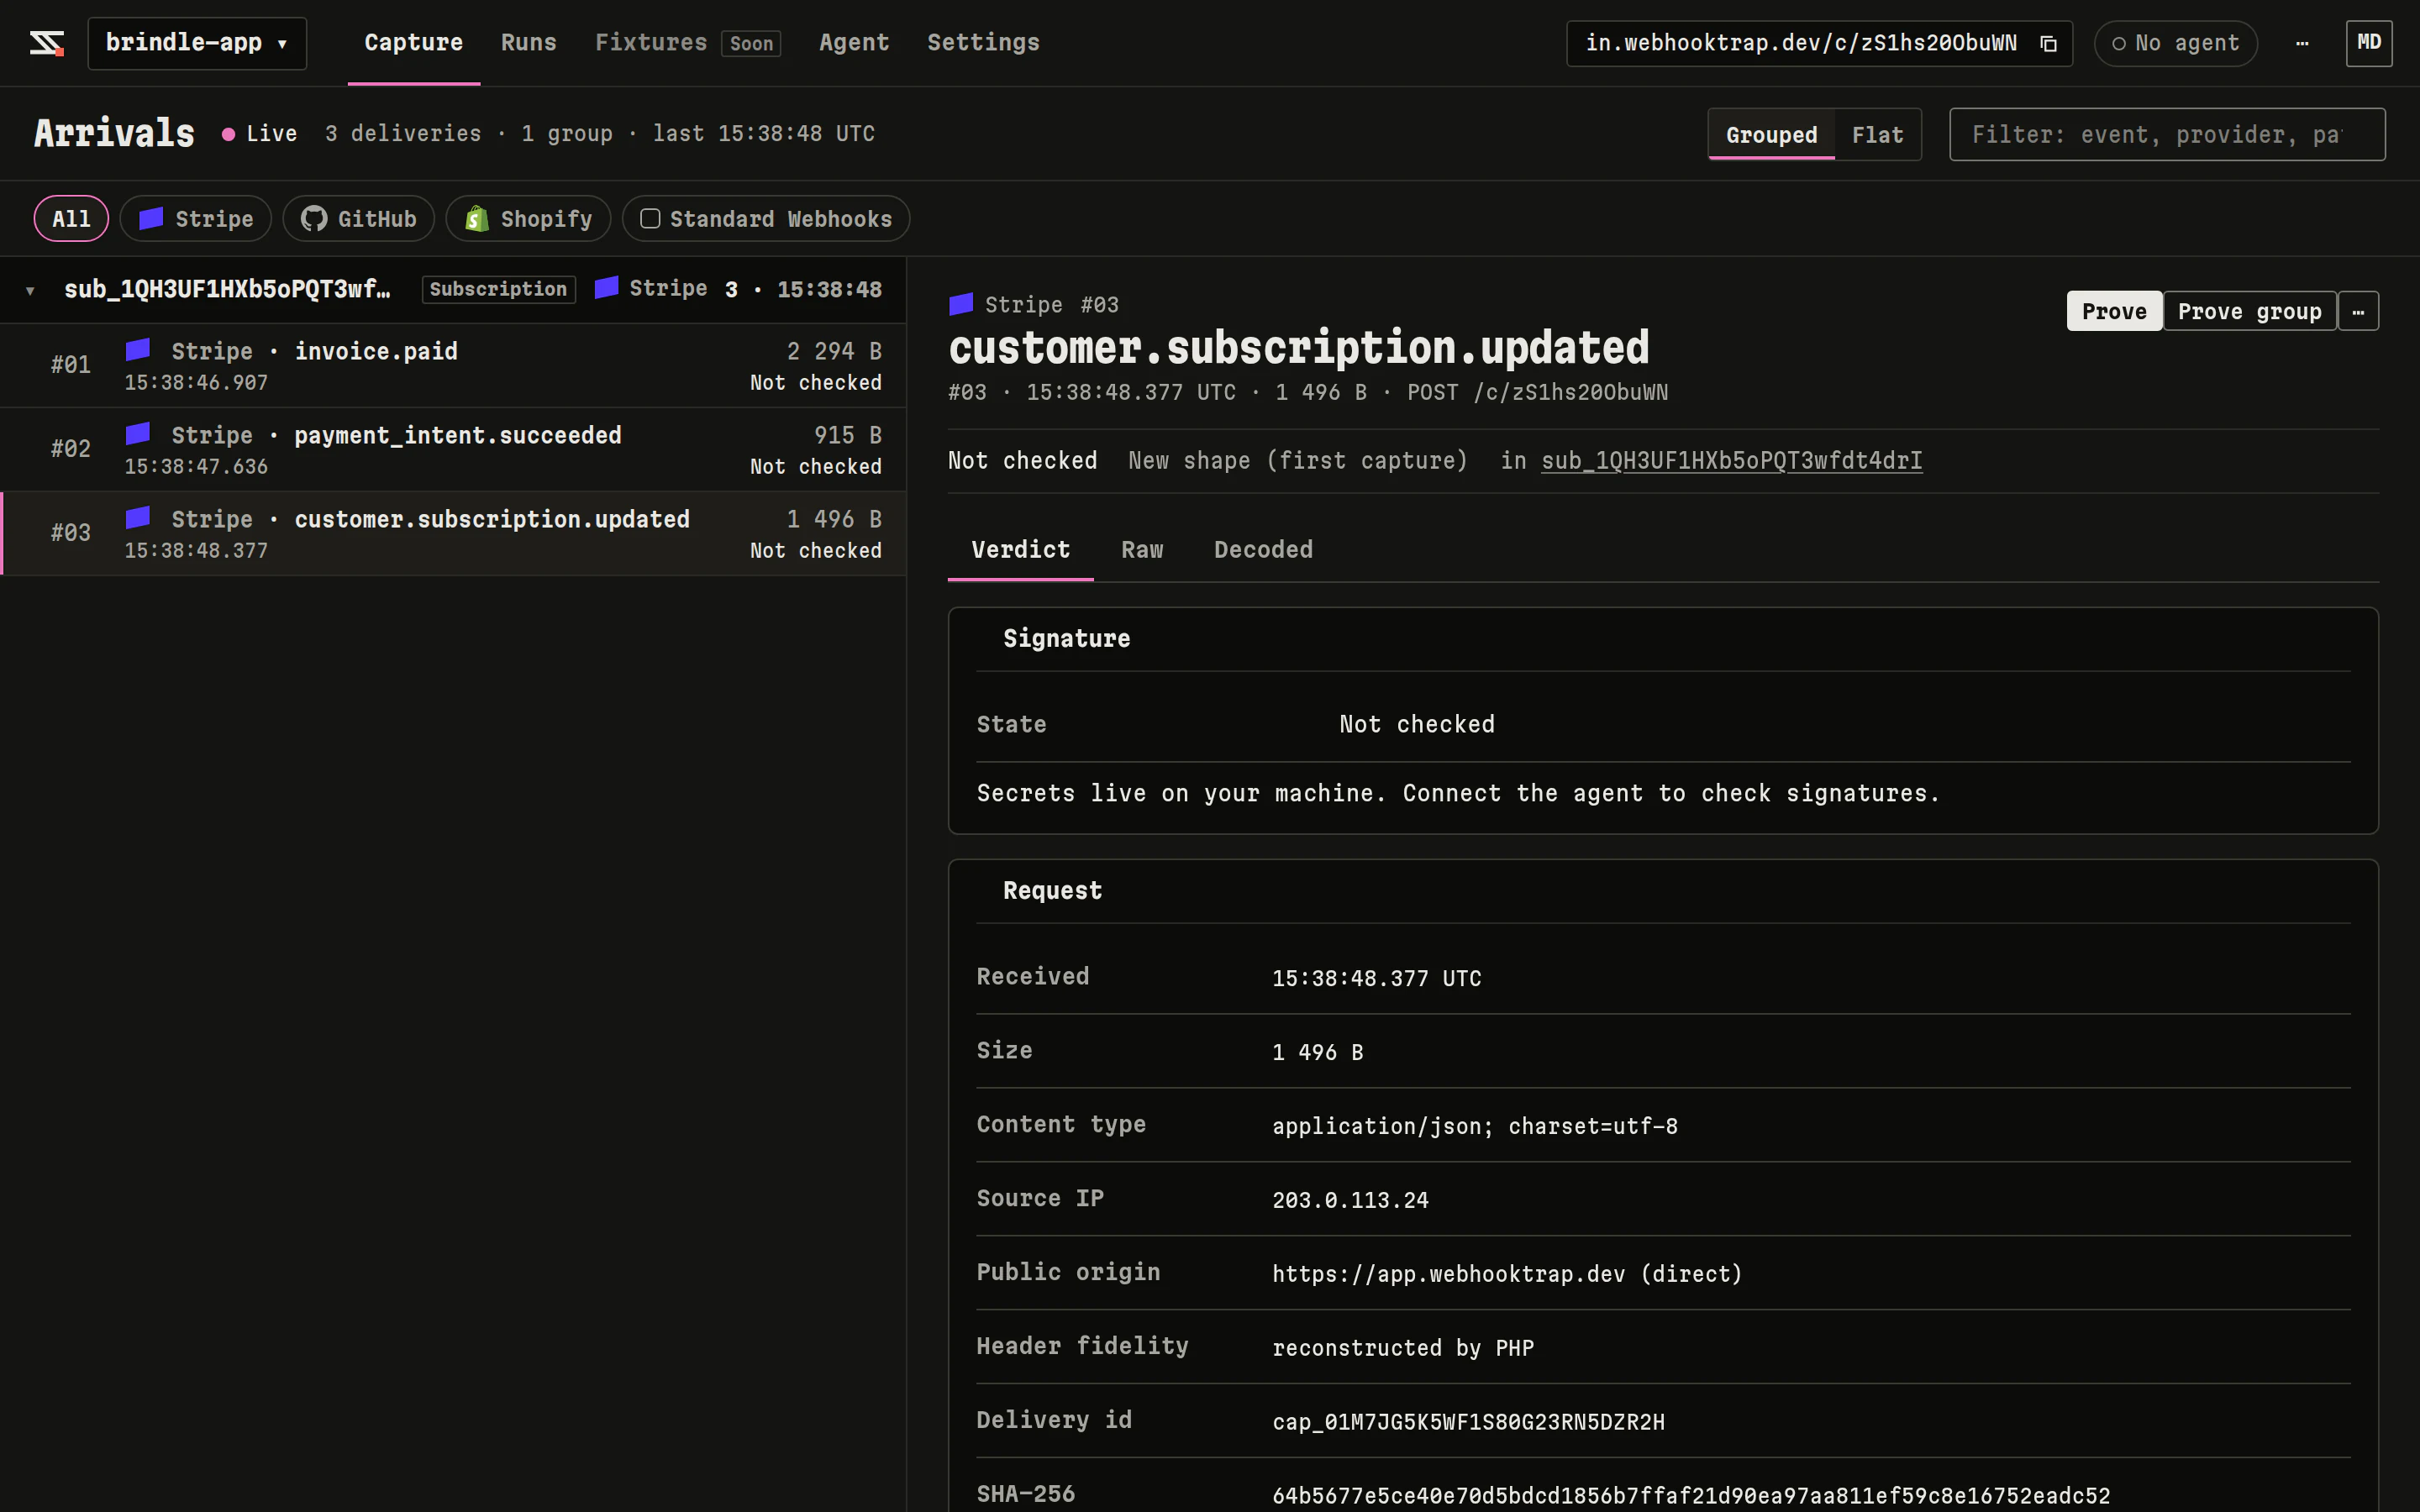 brindle-app ▾ Capture Runs Fixtures Soon Agent Settings in.webhooktrap.dev/c/zS1hs20ObuWN No agent … MD
Arrivals Live 3 deliveries · 1 group · last 15:38:48 UTC Grouped Flat Filter: event, provider, pa
All Stripe GitHub Shopify Standard Webhooks
▾ sub_1QH3UF1HXb5oPQT3wf… Subscription Stripe 3 · 15:38:48
#01 Stripe · invoice.paid 2 294 B
15:38:46.907 Not checked
#02 Stripe · payment_intent.succeeded 915 B
15:38:47.636 Not checked
#03 Stripe · customer.subscription.updated 1 496 B
15:38:48.377 Not checked
Stripe #03
Prove Prove group …
customer.subscription.updated
#03 · 15:38:48.377 UTC · 1 496 B · POST /c/zS1hs20ObuWN
Not checked New shape (first capture) in sub_1QH3UF1HXb5oPQT3wfdt4drI
Verdict Raw Decoded
Signature
State Not checked
Secrets live on your machine. Connect the agent to check signatures.
Request
Received 15:38:48.377 UTC
Size 1 496 B
Content type application/json; charset=utf-8
Source IP 203.0.113.24
Public origin https://app.webhooktrap.dev (direct)
Header fidelity reconstructed by PHP
Delivery id cap_01M7JG5K5WF1S80G23RN5DZR2H
SHA-256 64b5677e5ce40e70d5bdcd1856b7ffaf21d90ea97aa811ef59c8e16752eadc52